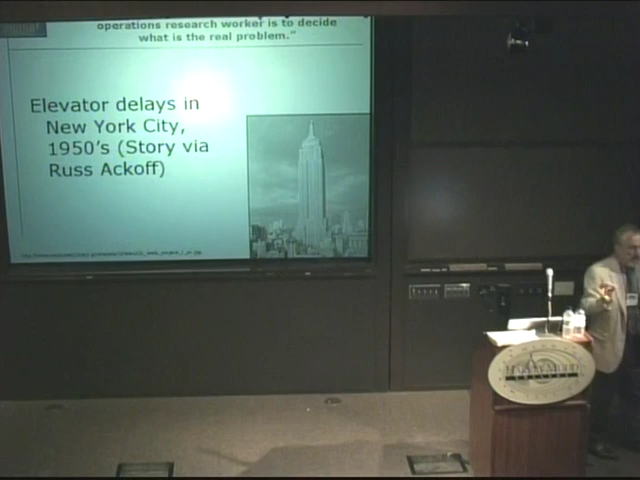 operations research worker is to decide
what is the real problem."
Elevator delays in
New York City,
1950's (Story via
Russ Ackoff)